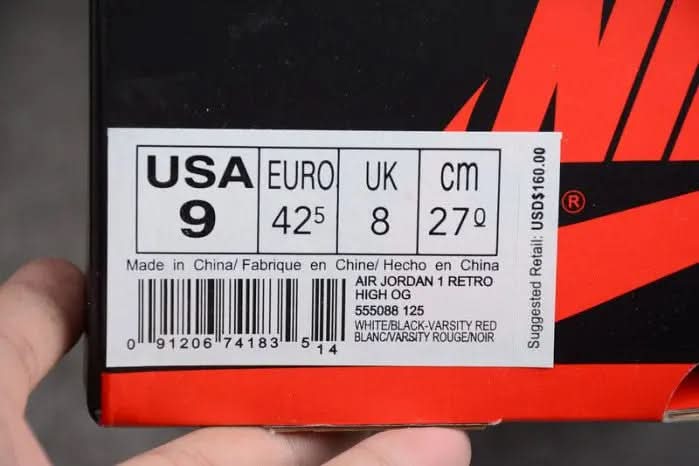 NIKE
®
USA EURO UK cm
9 42⁵ 8 27⁰
Made in China/ Fabrique en Chine/ Hecho en China
AIR JORDAN 1 RETRO
HIGH OG
555088 125
WHITE/BLACK-VARSITY RED
BLANC/VARSITY ROUGE/NOIR
0 91206 74183 5 14
Suggested Retail: USD$160.00